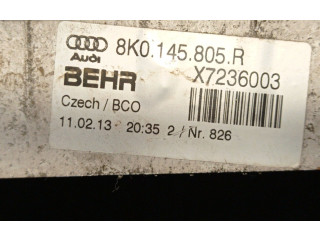 Audi 8K0.145.805.R
BEHR X7236003
Czech / BCO
11.02.13 - 20:35 2 / Nr. 826